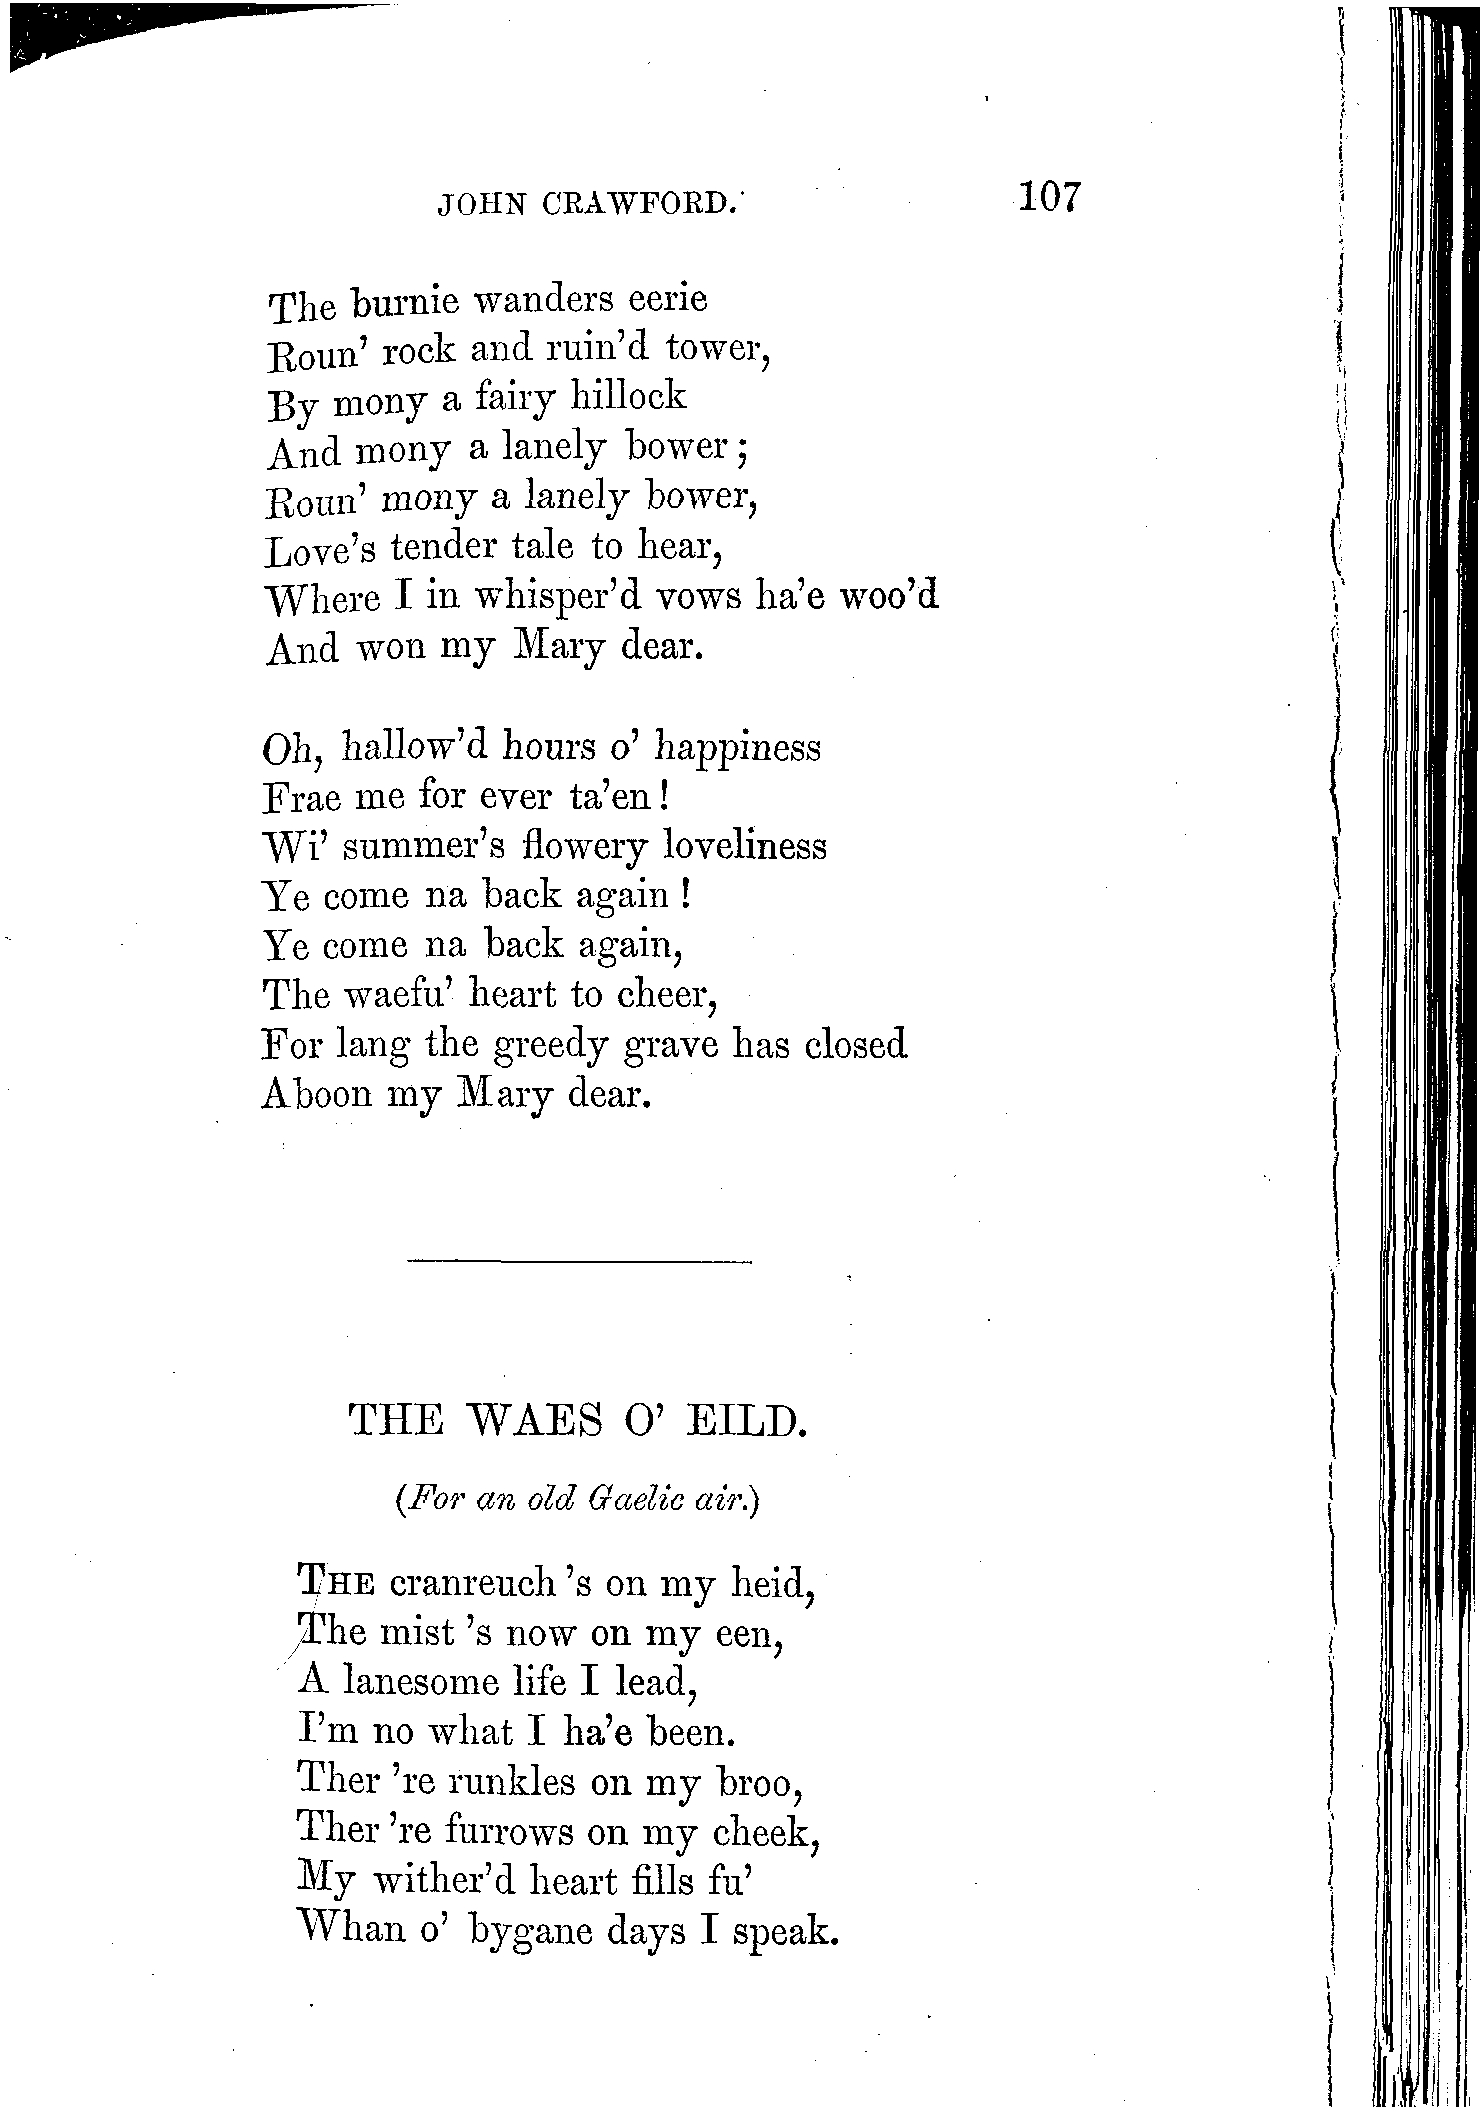 JOHN CRAWFORD. 107
The burnie wanders eerie
Roun' rock and ruin'd tower,
By mony a fairy hillock
And mony a lanely bower;
Roun' mony a lanely bower,
Love's tender tale to hear,
Where I in whisper'd vows ha'e woo'd
And won my Mary dear.
Oh, hallow'd hours o' happiness
Frae me for ever ta'en!
Wi' summer's flowery loveliness
Ye come na back again!
Ye come na back again,
The waefu' heart to cheer,
For lang the greedy grave has closed
Aboon my Mary dear.
THE WAES O' EILD.
(For an old Gaelic air.)
THE cranreuch 's on my heid,
The mist 's now on my een,
A lanesome life I lead,
I'm no what I ha'e been.
Ther 're runkles on my broo,
Ther 're furrows on my cheek,
My wither'd heart fills fu'
Whan o' bygane days I speak.